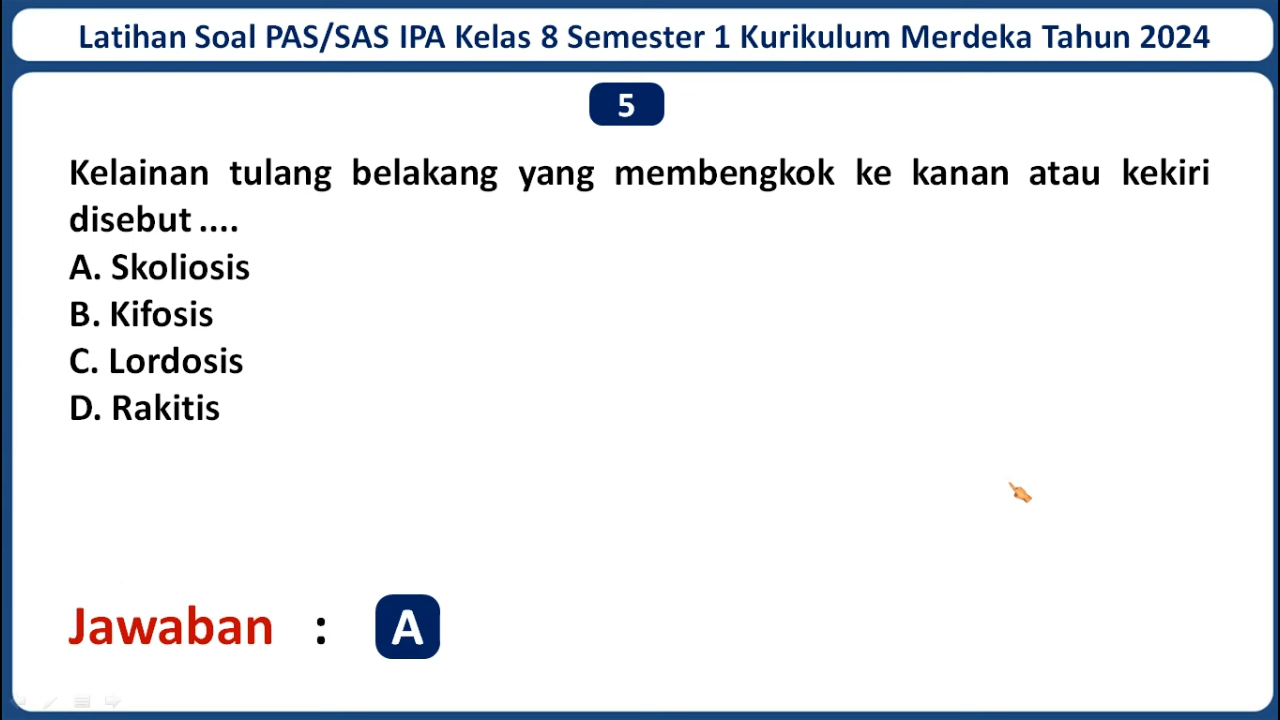 Latihan Soal PAS/SAS IPA Kelas 8 Semester 1 Kurikulum Merdeka Tahun 2024
5
Kelainan tulang belakang yang membengkok ke kanan atau kekiri
disebut ....
A. Skoliosis
B. Kifosis
C. Lordosis
D. Rakitis
Jawaban : A